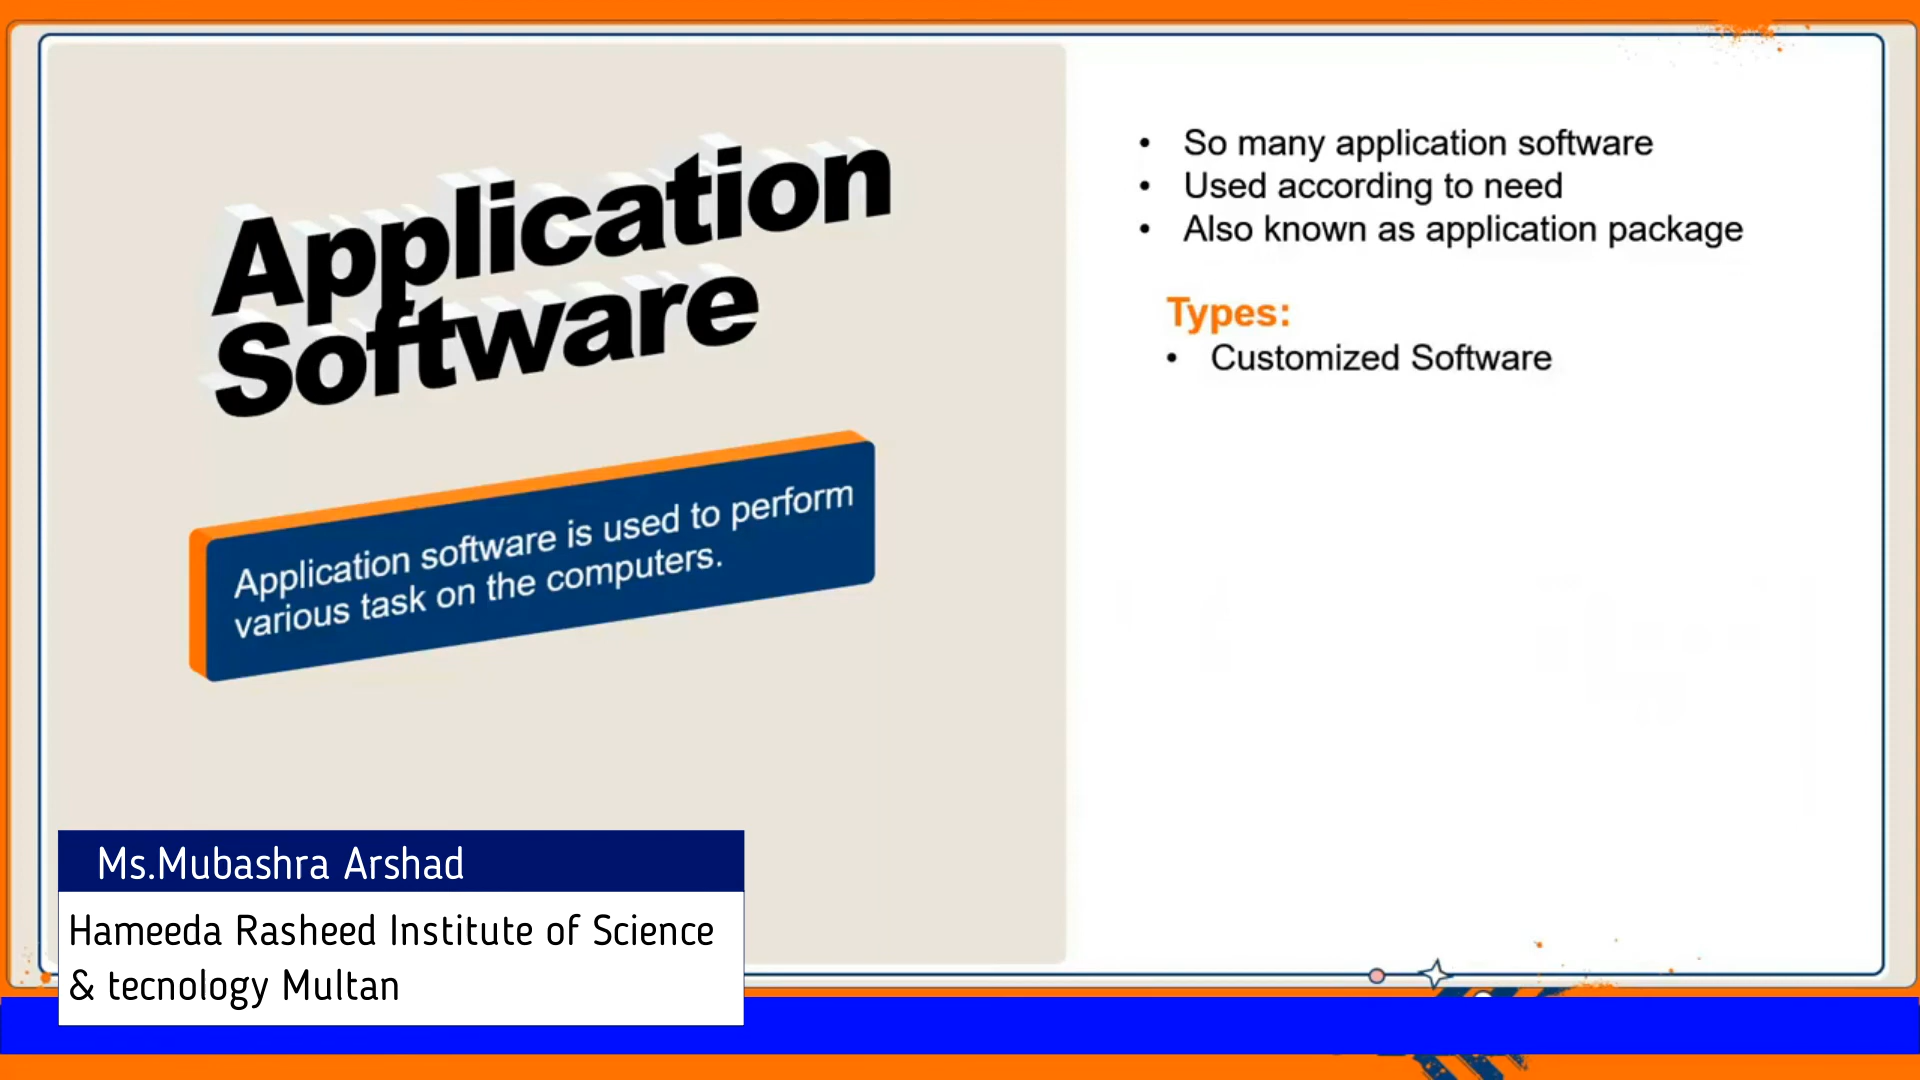 Application
Software
Application software is used to perform
various task on the computers.
• So many application software
• Used according to need
• Also known as application package
Types:
• Customized Software
Ms.Mubashra Arshad
Hameeda Rasheed Institute of Science
& tecnology Multan